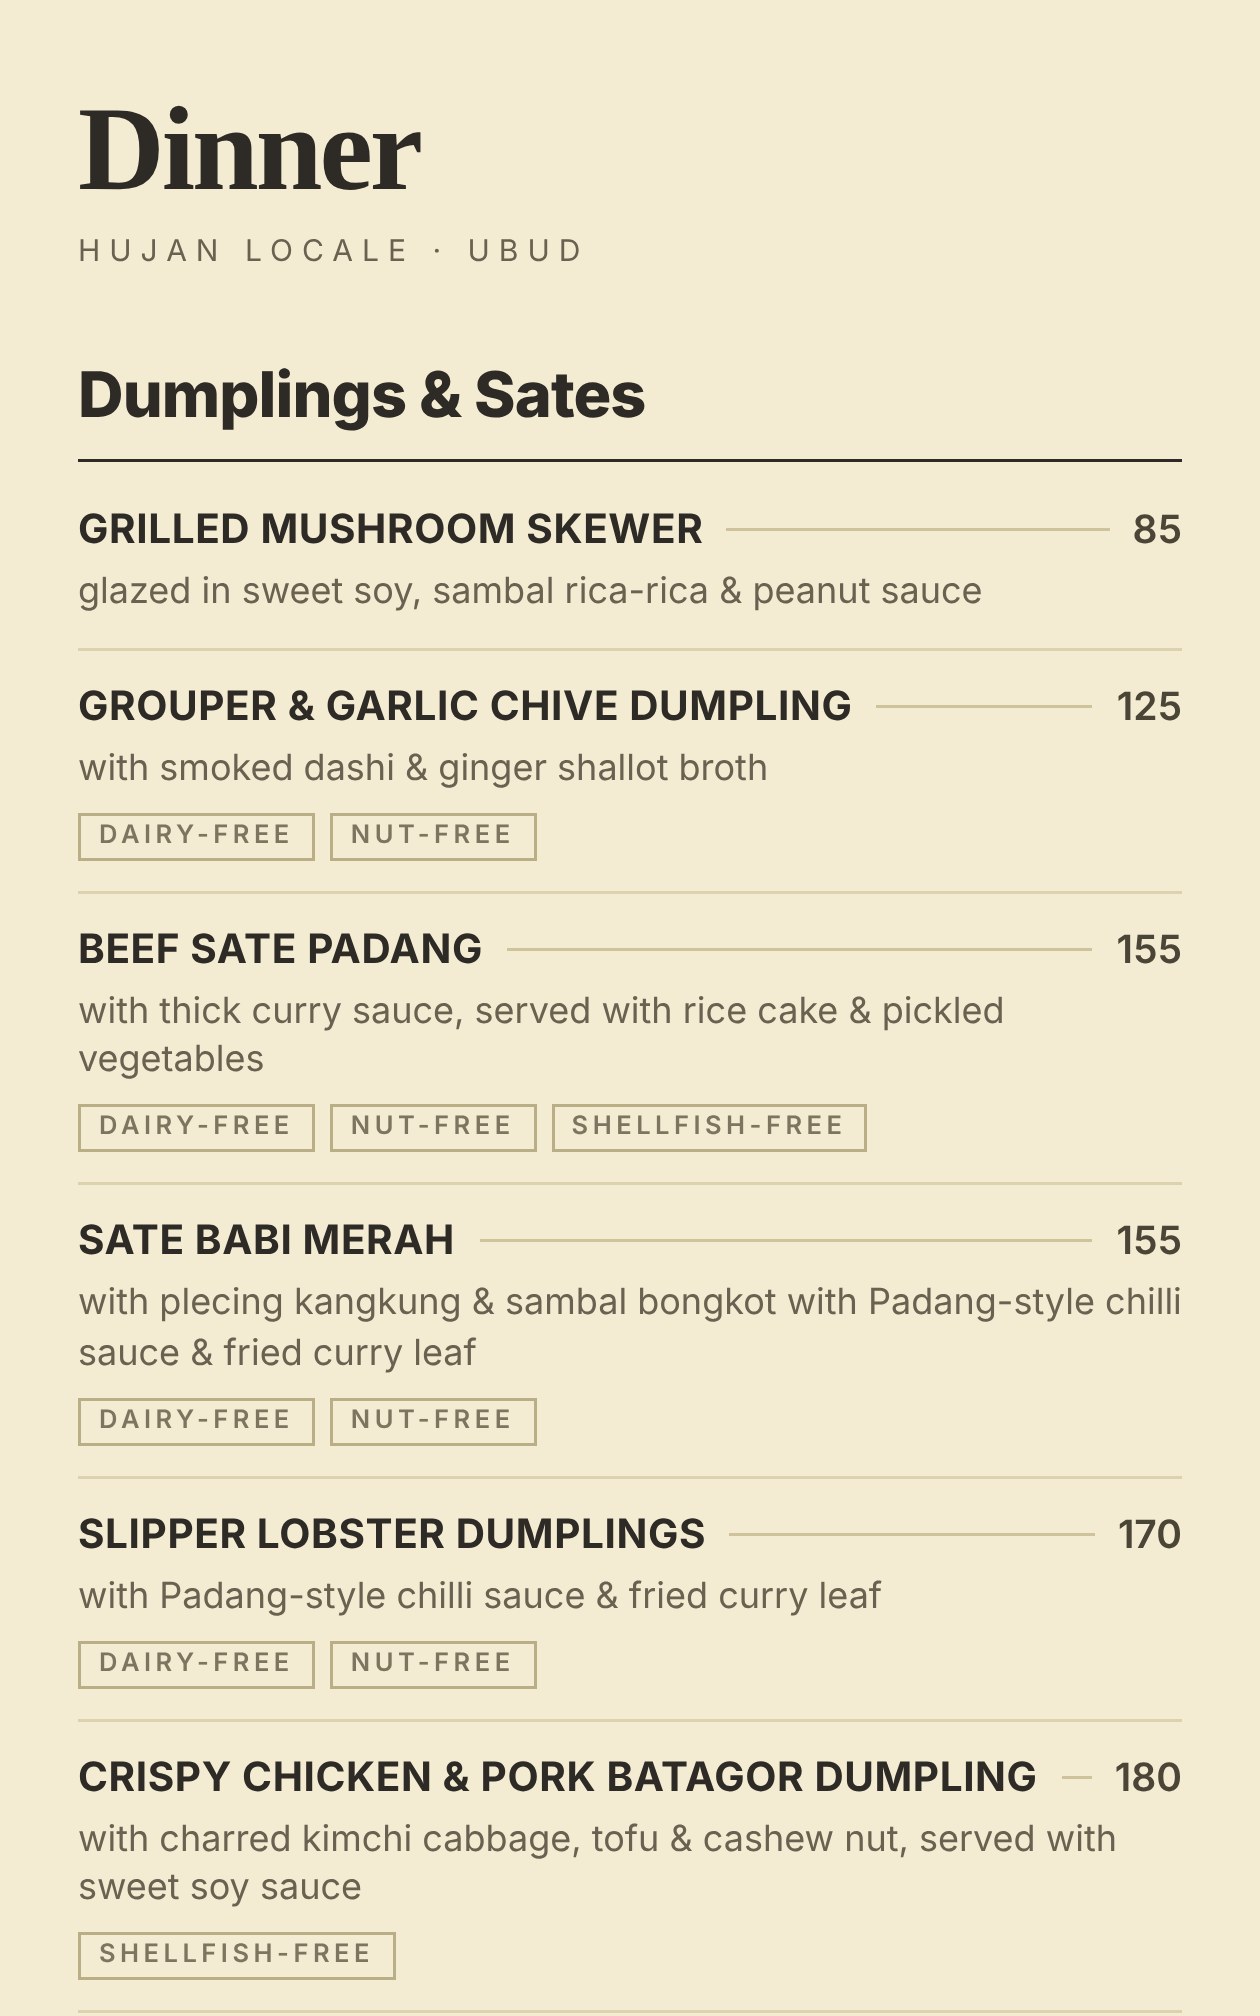 Dinner
HUJAN LOCALE · UBUD
Dumplings & Sates
GRILLED MUSHROOM SKEWER 85
glazed in sweet soy, sambal rica-rica & peanut sauce
GROUPER & GARLIC CHIVE DUMPLING 125
with smoked dashi & ginger shallot broth
DAIRY-FREE NUT-FREE
BEEF SATE PADANG 155
with thick curry sauce, served with rice cake & pickled
vegetables
DAIRY-FREE NUT-FREE SHELLFISH-FREE
SATE BABI MERAH 155
with plecing kangkung & sambal bongkot with Padang-style chilli
sauce & fried curry leaf
DAIRY-FREE NUT-FREE
SLIPPER LOBSTER DUMPLINGS 170
with Padang-style chilli sauce & fried curry leaf
DAIRY-FREE NUT-FREE
CRISPY CHICKEN & PORK BATAGOR DUMPLING 180
with charred kimchi cabbage, tofu & cashew nut, served with
sweet soy sauce
SHELLFISH-FREE